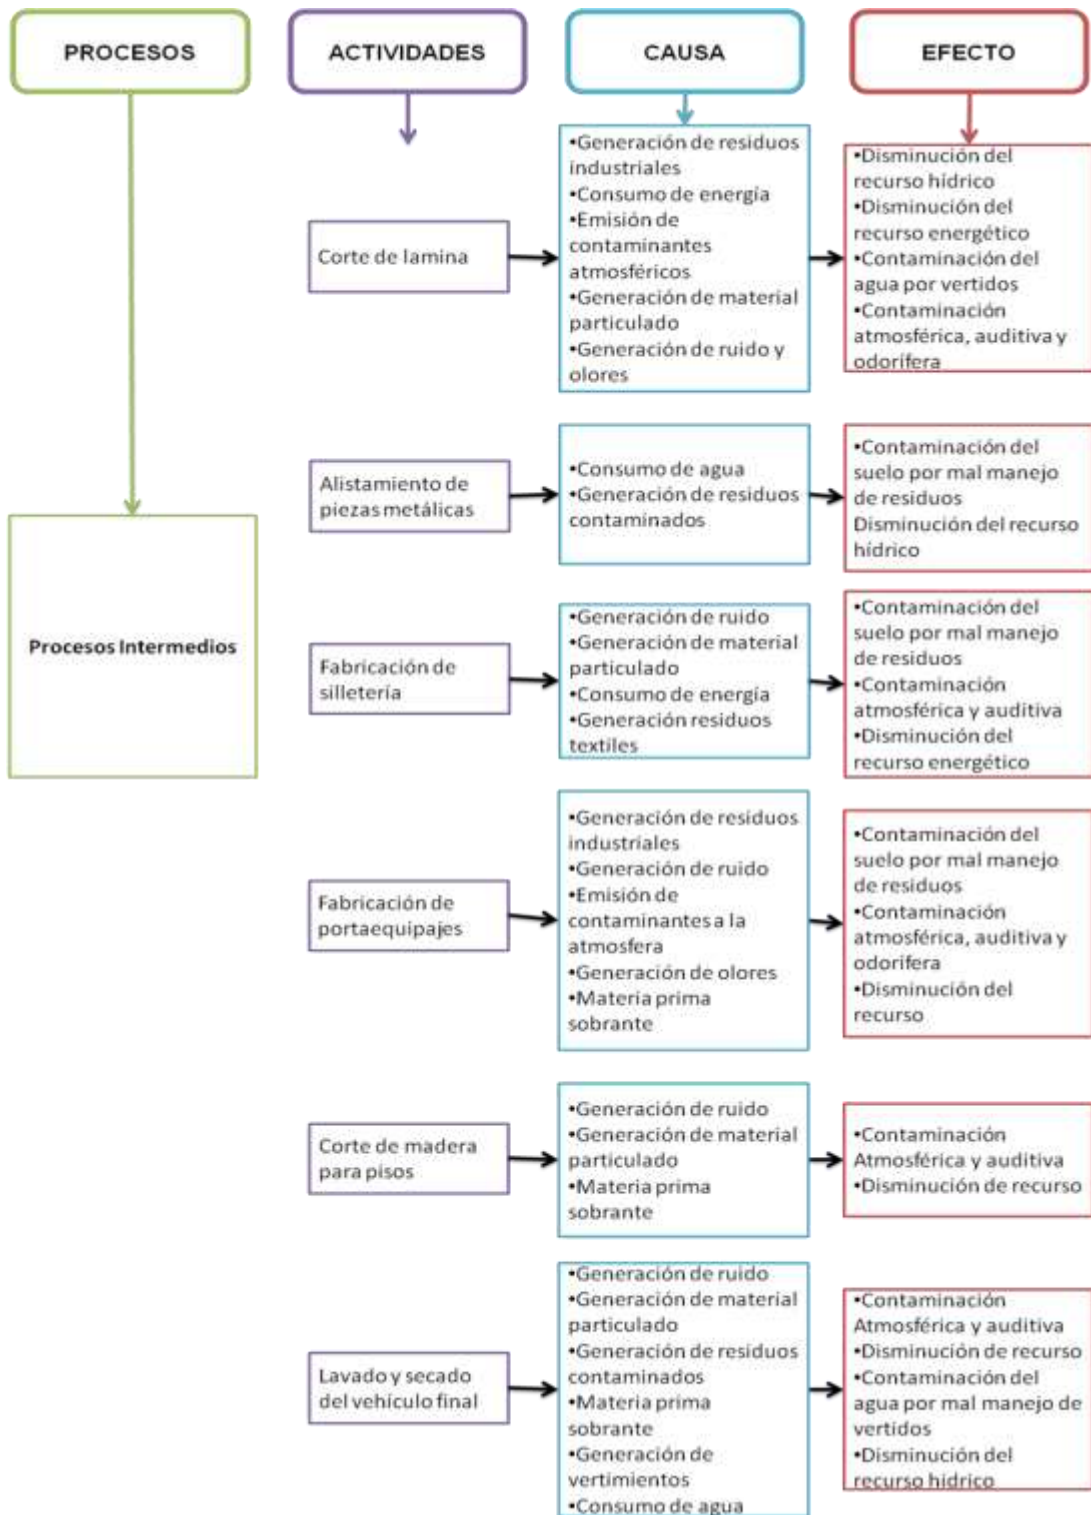 PROCESOS
ACTIVIDADES
CAUSA
EFECTO
Procesos Intermedios
Corte de lamina
•Generación de residuos
industriales
•Consumo de energía
•Emisión de
contaminantes
atmosféricos
•Generación de material
particulado
•Generación de ruido y
olores
•Disminución del
recurso hídrico
•Disminución del
recurso energético
•Contaminación del
agua por vertidos
•Contaminación
atmosférica, auditiva y
odorífera
Alistamiento de
piezas metálicas
•Consumo de agua
•Generación de residuos
contaminados
•Contaminación del
suelo por mal manejo
de residuos
Disminución del recurso
hídrico
Fabricación de
silletería
•Generación de ruido
•Generación de material
particulado
•Consumo de energía
•Generación residuos
textiles
•Contaminación del
suelo por mal manejo
de residuos
•Contaminación
atmosférica y auditiva
•Disminución del
recurso energético
Fabricación de
portaequipajes
•Generación de residuos
industriales
•Generación de ruido
•Emisión de
contaminantes a la
atmosfera
•Generación de olores
•Materia prima
sobrante
•Contaminación del
suelo por mal manejo
de residuos
•Contaminación
atmosférica, auditiva y
odorífera
•Disminución del
recurso
Corte de madera
para pisos
•Generación de ruido
•Generación de material
particulado
•Materia prima
sobrante
•Contaminación
Atmosférica y auditiva
•Disminución de recurso
Lavado y secado
del vehículo final
•Generación de ruido
•Generación de material
particulado
•Generación de residuos
contaminados
•Materia prima
sobrante
•Generación de
vertimientos
•Consumo de agua
•Contaminación
Atmosférica y auditiva
•Disminución de recurso
•Contaminación del
agua por mal manejo de
vertidos
•Disminución del
recurso hídrico